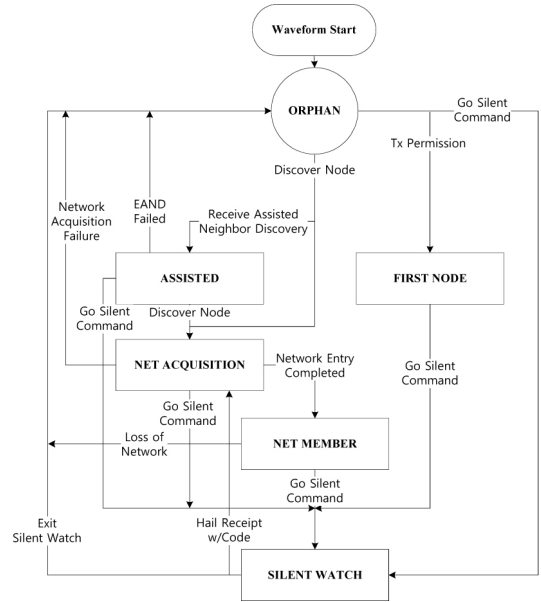 Waveform Start
ORPHAN
Go Silent
Command
Tx Permission
Discover Node
Network
Acquisition
Failure
EAND
Failed
Receive Assisted
Neighbor Discovery
ASSISTED
FIRST NODE
Go Silent
Command
Discover Node
NET ACQUISITION
Network Entry
Completed
Go Silent
Command
Go Silent
Command
Loss of
Network
NET MEMBER
Go Silent
Command
Exit
Silent Watch
Hail Receipt
w/Code
SILENT WATCH